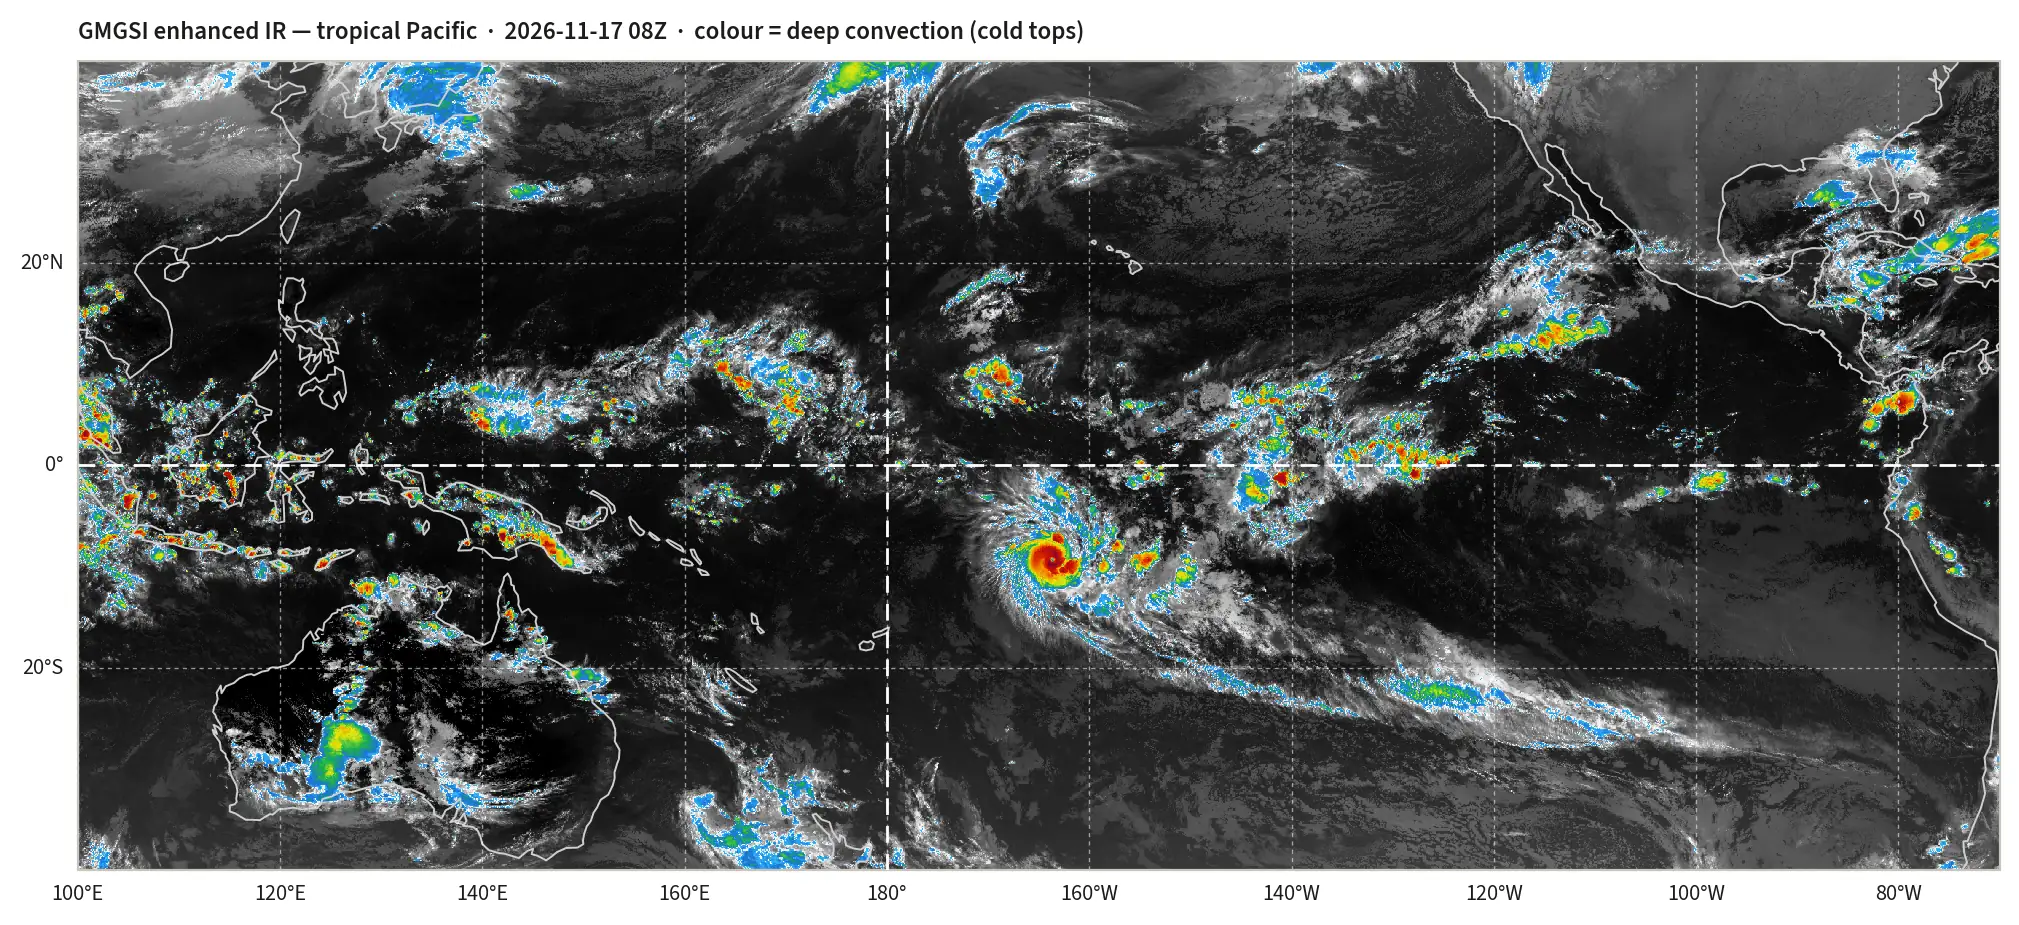 GMGSI enhanced IR — tropical Pacific · 2026-11-17 08Z · colour = deep convection (cold tops)
20°N
0°
20°S
100°E 120°E 140°E 160°E 180° 160°W 140°W 120°W 100°W 80°W